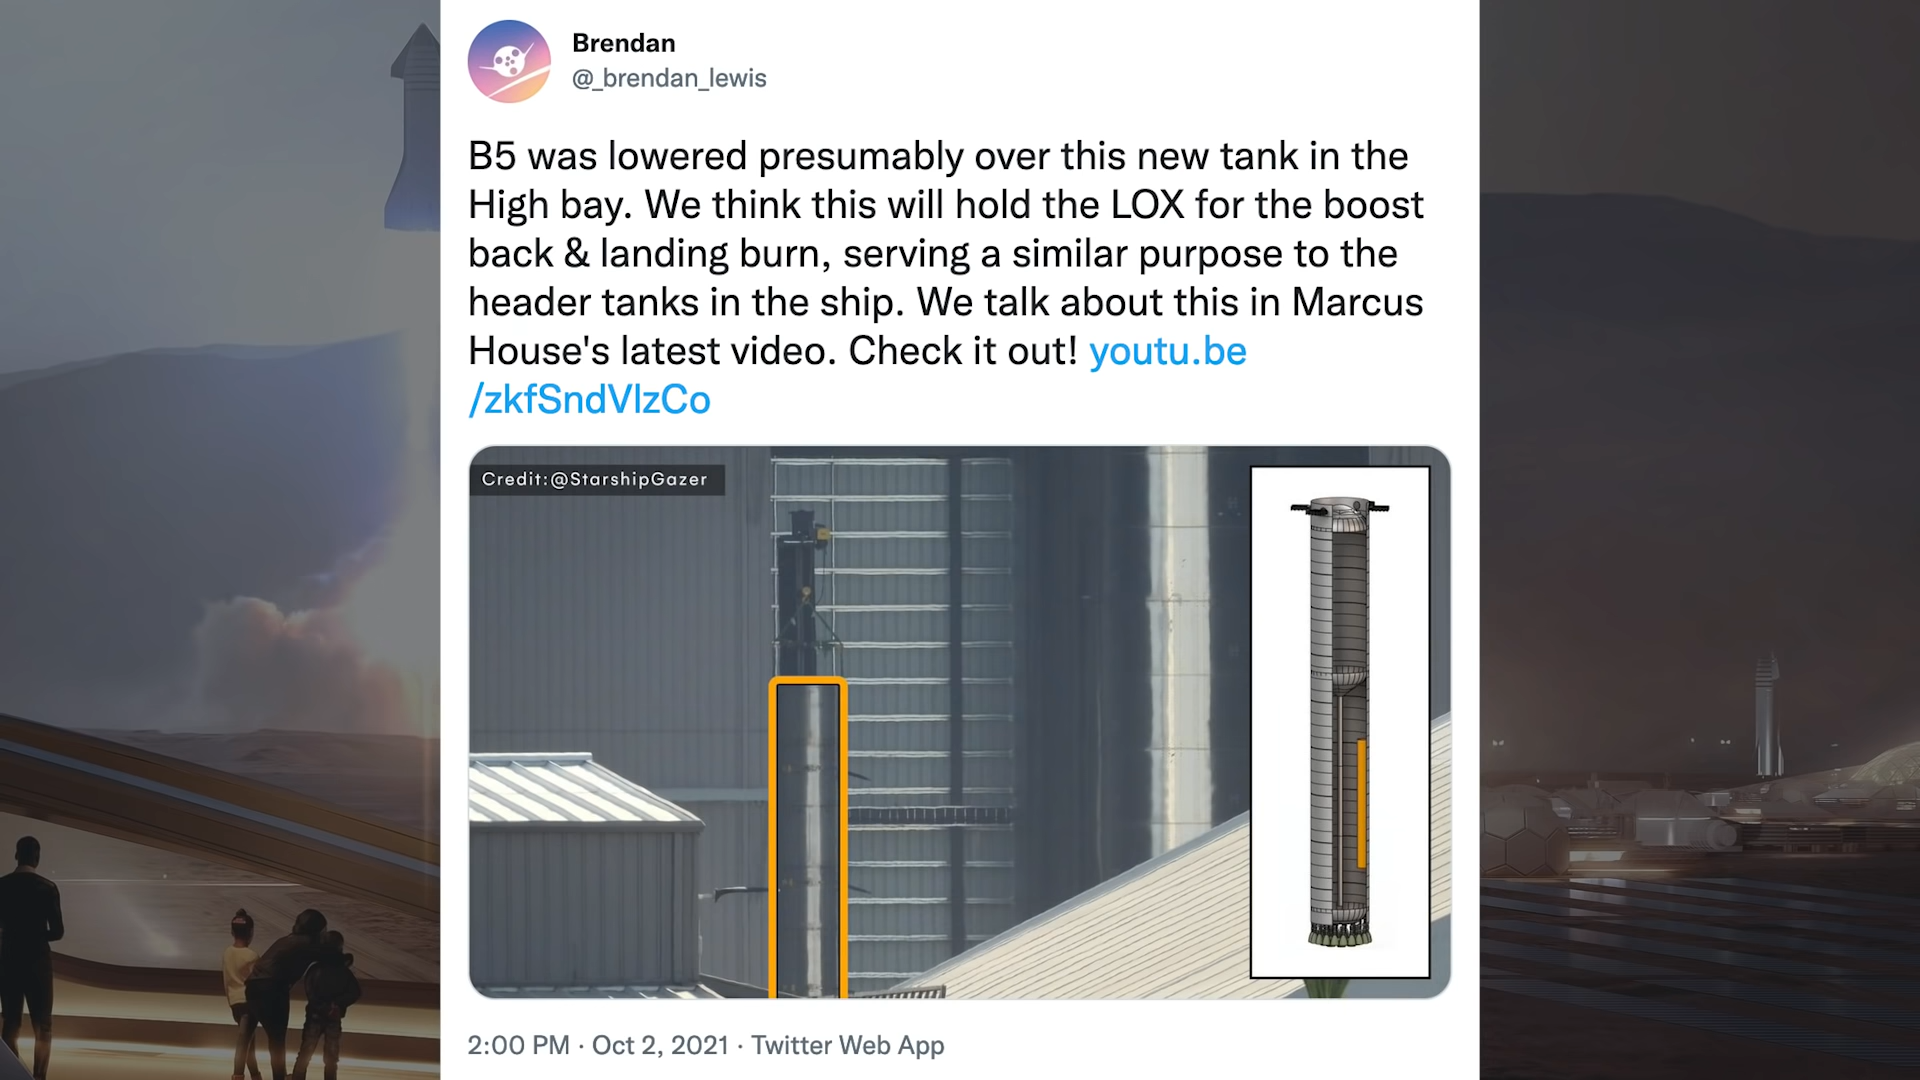 Brendan
@_brendan_lewis
B5 was lowered presumably over this new tank in the
High bay. We think this will hold the LOX for the boost
back & landing burn, serving a similar purpose to the
header tanks in the ship. We talk about this in Marcus
House's latest video. Check it out! youtu.be
/zkfSndVlzCo
Credit:@StarshipGazer
2:00 PM · Oct 2, 2021 · Twitter Web App